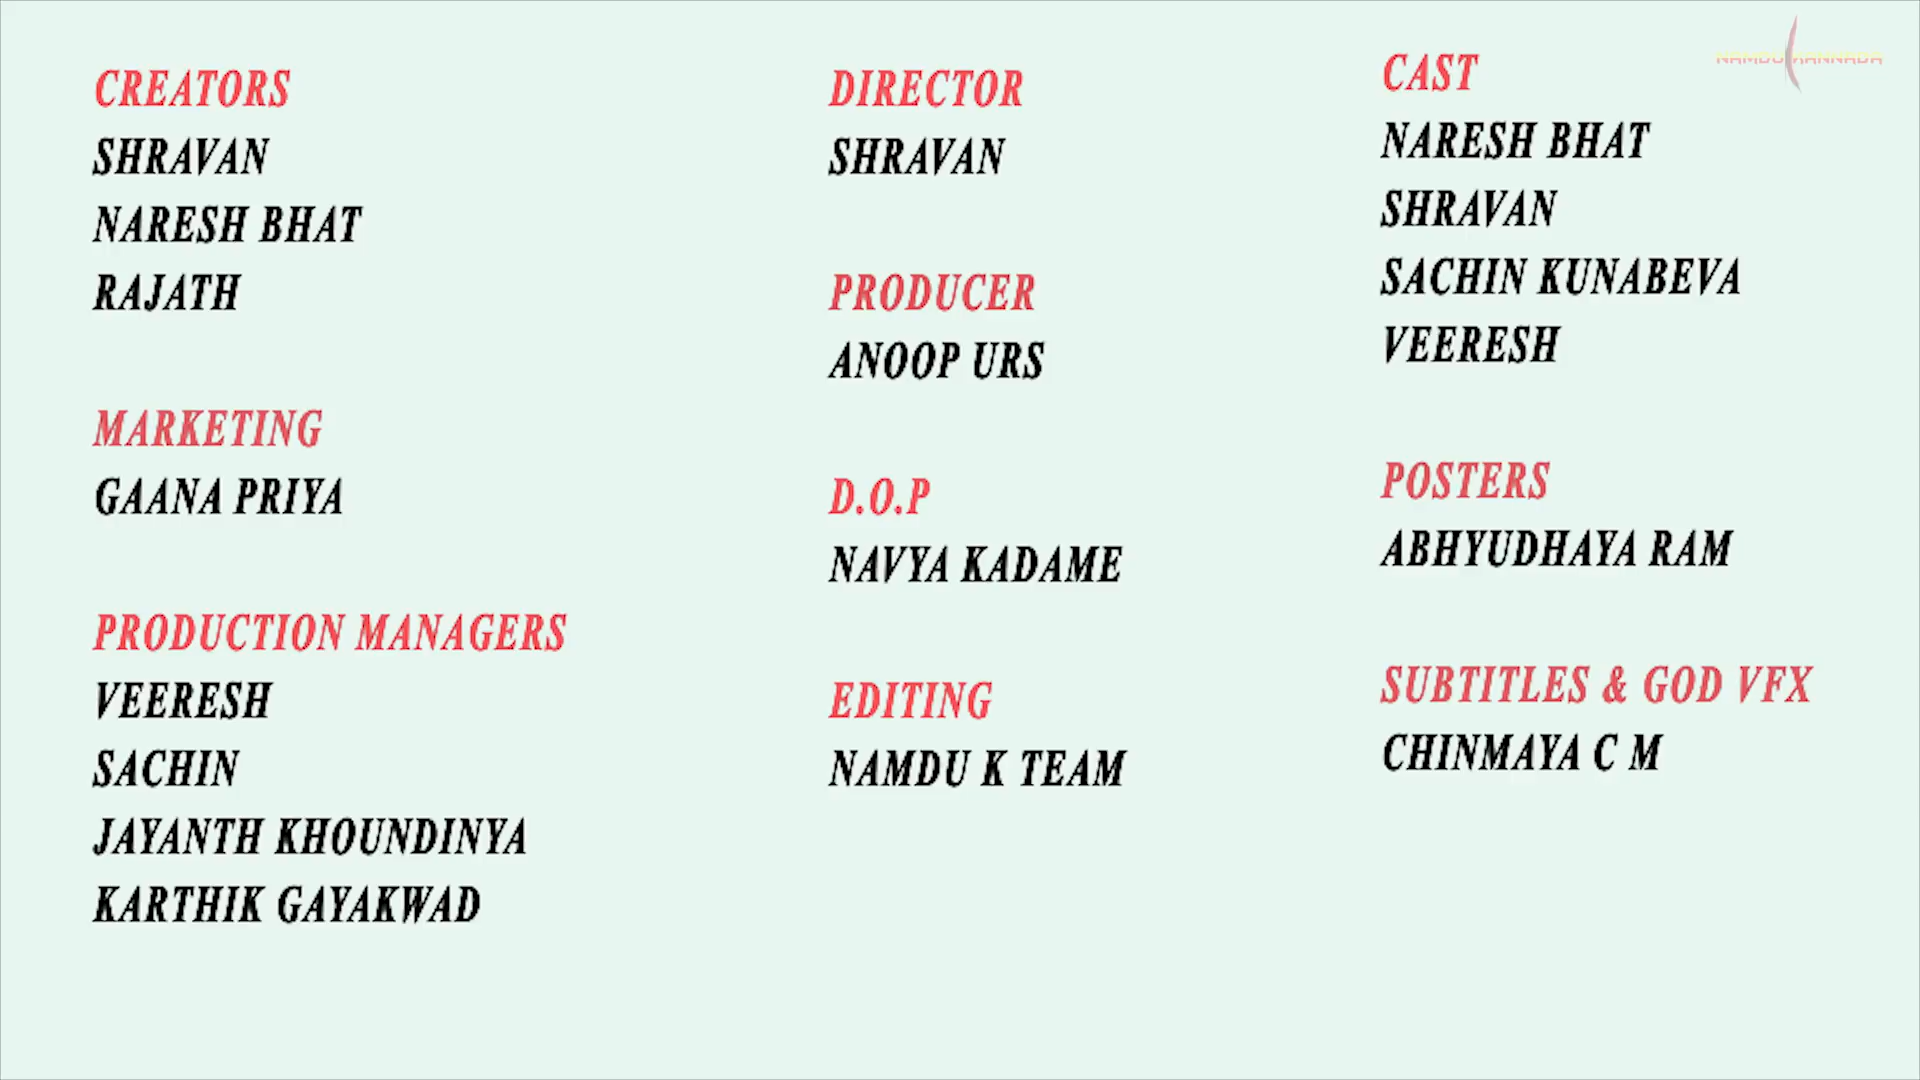 CREATORS
SHRAVAN
NARESH BHAT
RAJATH
MARKETING
GAANA PRIYA
PRODUCTION MANAGERS
VEERESH
SACHIN
JAYANTH KHOUNDINYA
KARTHIK GAYAKWAD
DIRECTOR
SHRAVAN
PRODUCER
ANOOP URS
D.O.P
NAVYA KADAME
EDITING
NAMDU K TEAM
CAST
NARESH BHAT
SHRAVAN
SACHIN KUNABEVA
VEERESH
POSTERS
ABHYUDHAYA RAM
SUBTITLES & GOD VFX
CHINMAYA C M
NAMDU KANNADA